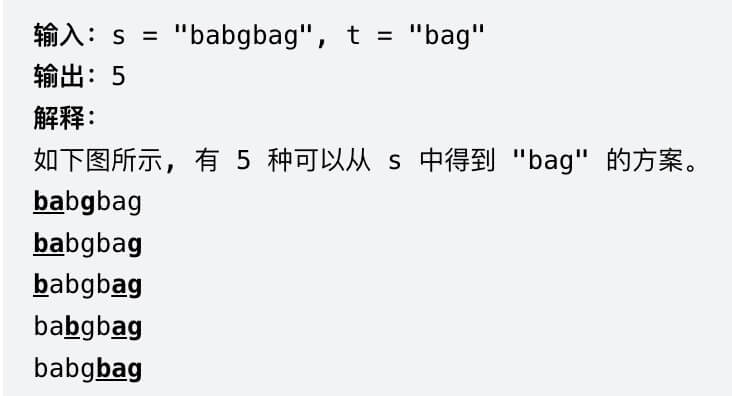 输入：s = "babgbag", t = "bag"
输出：5
解释：
如下图所示, 有 5 种可以从 s 中得到 "bag" 的方案。
babgbag
babgbag
babgbag
babgbag
babgbag